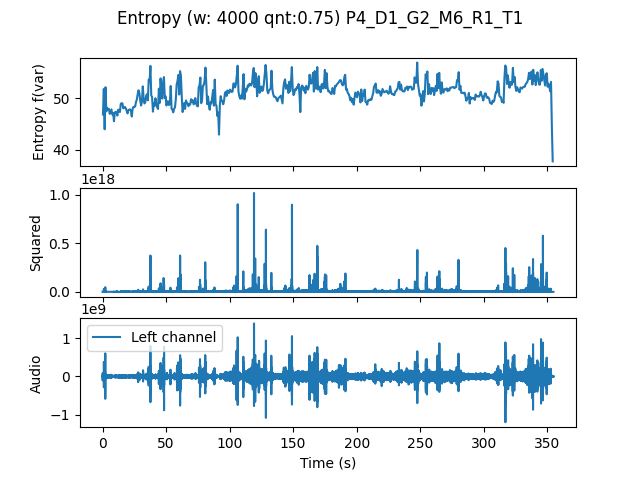 Entropy (w: 4000 qnt:0.75) P4_D1_G2_M6_R1_T1
Entropy f(var)
50
40
1e18
Squared
1.0
0.5
0.0
1e9
Audio
1
0
−1
Left channel
0 50 100 150 200 250 300 350
Time (s)